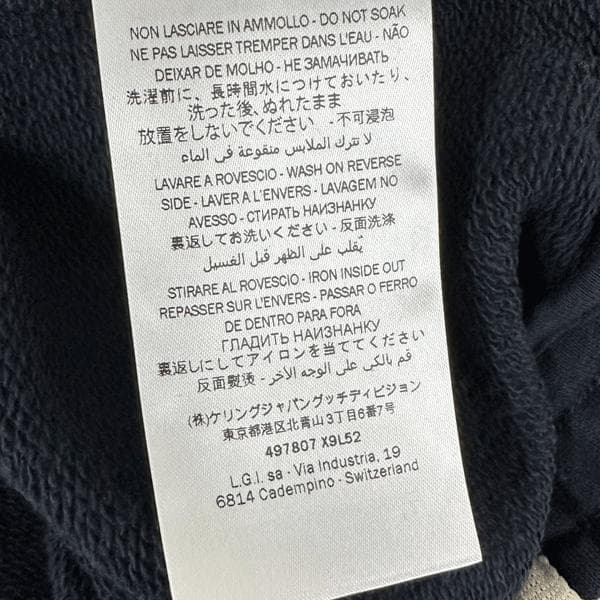 NON LASCIARE IN AMMOLLO - DO NOT SOAK
NE PAS LAISSER TREMPER DANS L'EAU - NÃO
DEIXAR DE MOLHO - НЕ ЗАМАЧИВАТЬ
洗濯前に、長時間水につけておいたり、
洗った後、ぬれたまま
放置をしないでください - 不可浸泡
لا تترك الملابس منقوعة في الماء
LAVARE A ROVESCIO - WASH ON REVERSE
SIDE - LAVER A L'ENVERS - LAVAGEM NO
AVESSO - СТИРАТЬ НАИЗНАНКУ
裏返してお洗いください - 反面洗涤
يُقلب على الظهر قبل الغسيل
STIRARE AL ROVESCIO - IRON INSIDE OUT
REPASSER SUR L'ENVERS - PASSAR O FERRO
DE DENTRO PARA FORA
ГЛАДИТЬ НАИЗНАНКУ
裏返しにしてアイロンを当ててください
反面熨烫 - قم بالكي على الوجه الآخر
(株)ケリングジャパングッチディビジョン
東京都港区北青山3丁目6番7号
497807 X9L52
L.G.I. sa · Via Industria, 19
6814 Cadempino - Switzerland